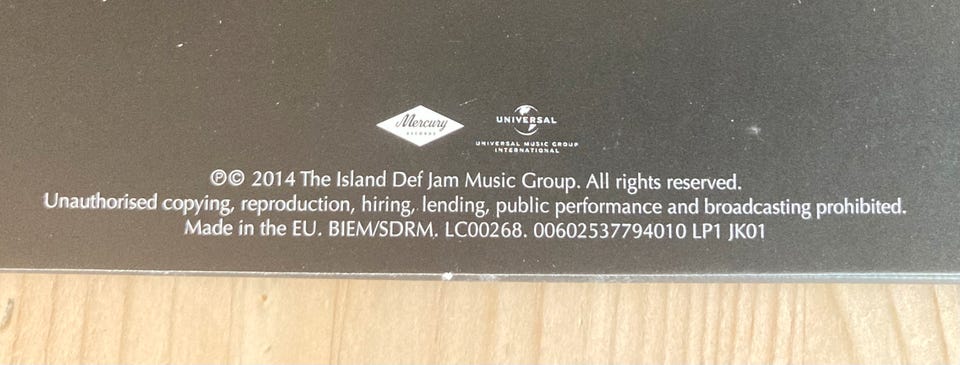 Mercury
RECORDS
UNIVERSAL
UNIVERSAL MUSIC GROUP
INTERNATIONAL
℗© 2014 The Island Def Jam Music Group. All rights reserved.
Unauthorised copying, reproduction, hiring, lending, public performance and broadcasting prohibited.
Made in the EU. BIEM/SDRM. LC00268. 00602537794010 LP1 JK01